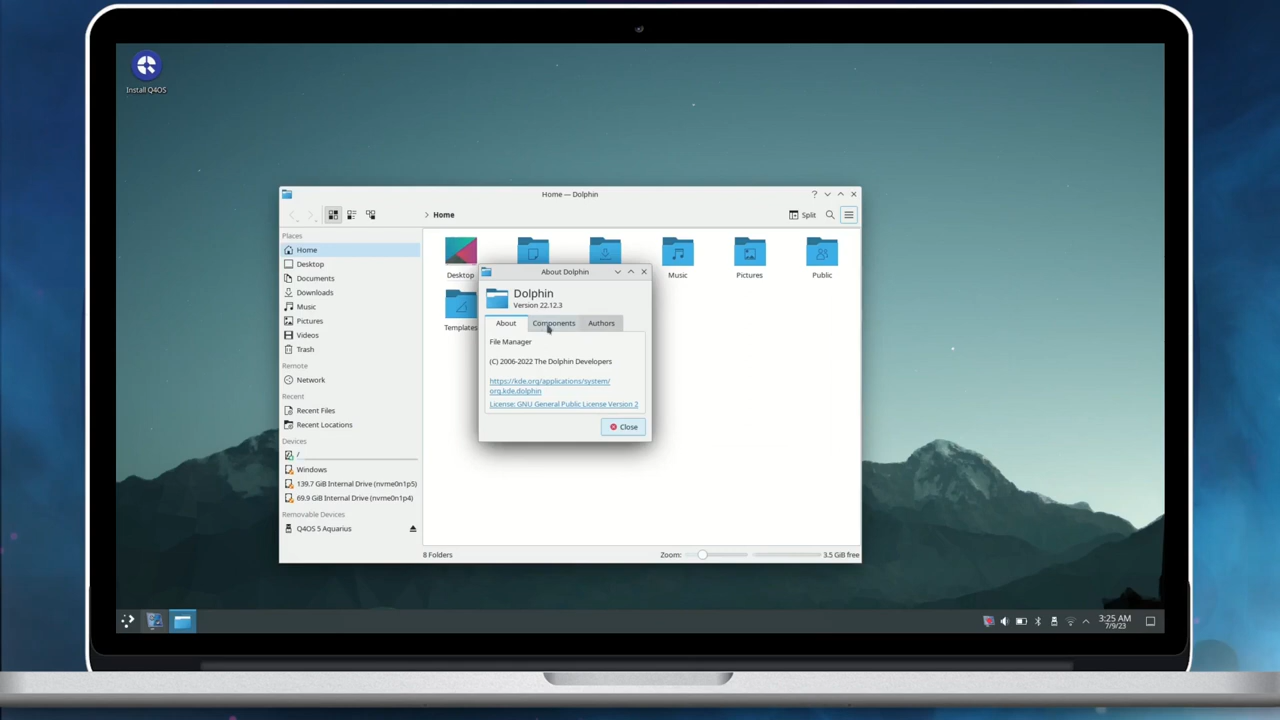 Install Q4OS
Home — Dolphin
Home
Split
Places
Home
Desktop
Documents
Downloads
Music
Pictures
Videos
Trash
Remote
Network
Recent
Recent Files
Recent Locations
Devices
/
Windows
139.7 GiB Internal Drive (nvme0n1p5)
69.9 GiB Internal Drive (nvme0n1p4)
Removable Devices
Q4OS 5 Aquarius
Desktop
Music
Pictures
Public
Templates
About Dolphin
Dolphin
Version 22.12.3
About
Components
Authors
File Manager
(C) 2006-2022 The Dolphin Developers
https://kde.org/applications/system/
org.kde.dolphin
License: GNU General Public License Version 2
Close
8 Folders
Zoom:
3.5 GiB free
3:25 AM
7/9/23